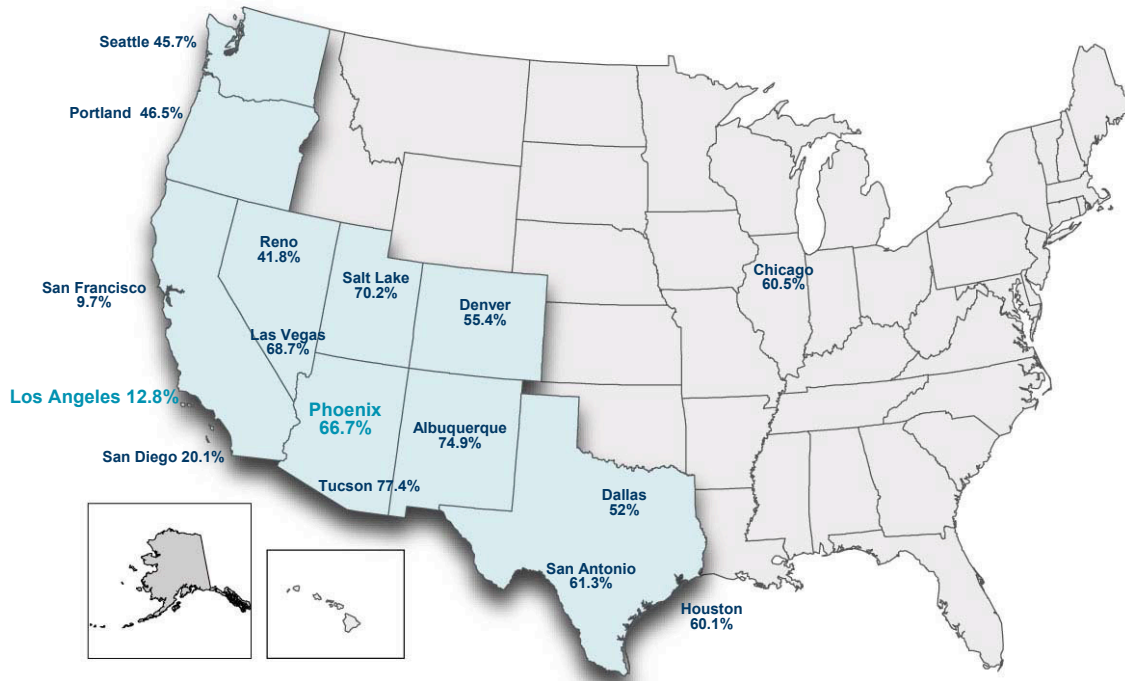 Seattle 45.7%
Portland 46.5%
Reno
41.8%
Salt Lake
70.2%
Chicago
60.5%
San Francisco
9.7%
Denver
55.4%
Las Vegas
68.7%
Los Angeles 12.8%
Phoenix
66.7%
Albuquerque
74.9%
San Diego 20.1%
Tucson 77.4%
Dallas
52%
San Antonio
61.3%
Houston
60.1%